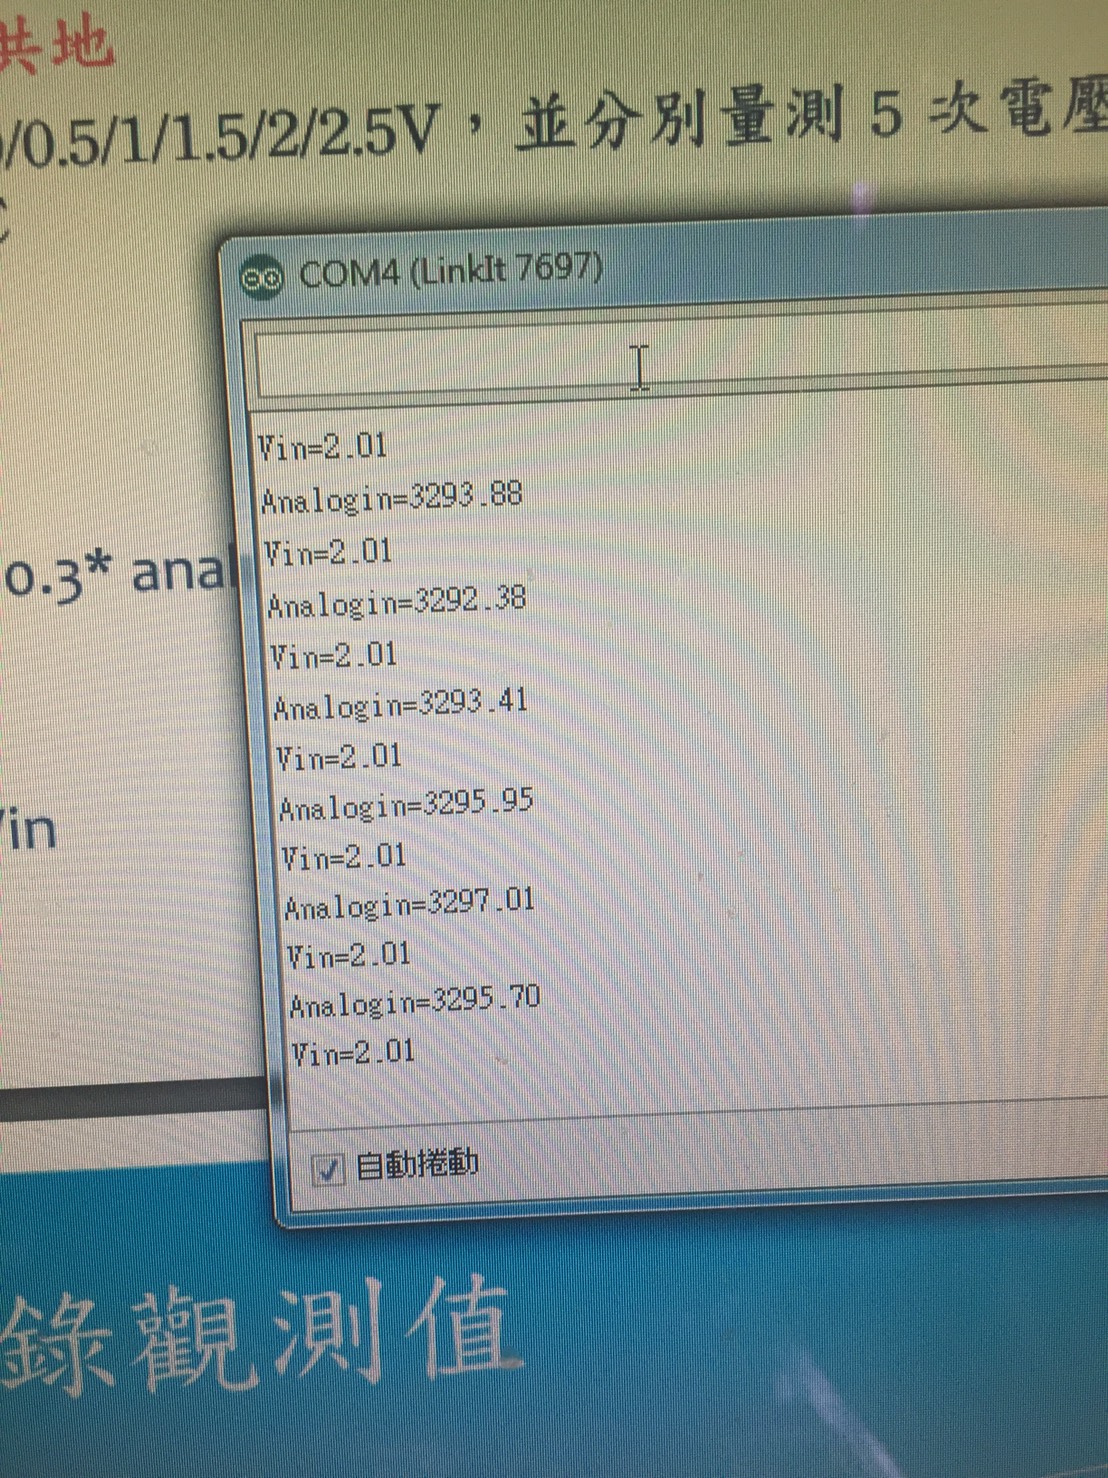 共地
/0.5/1/1.5/2/2.5V，並分別量測 5 次電壓
COM4 (LinkIt 7697)
Vin=2.01
Analogin=3293.88
Vin=2.01
0.3* anal
Analogin=3292.38
Vin=2.01
Analogin=3293.41
Vin=2.01
Analogin=3295.95
in
Vin=2.01
Analogin=3297.01
Vin=2.01
Analogin=3295.70
Vin=2.01
自動捲動
錄觀測值